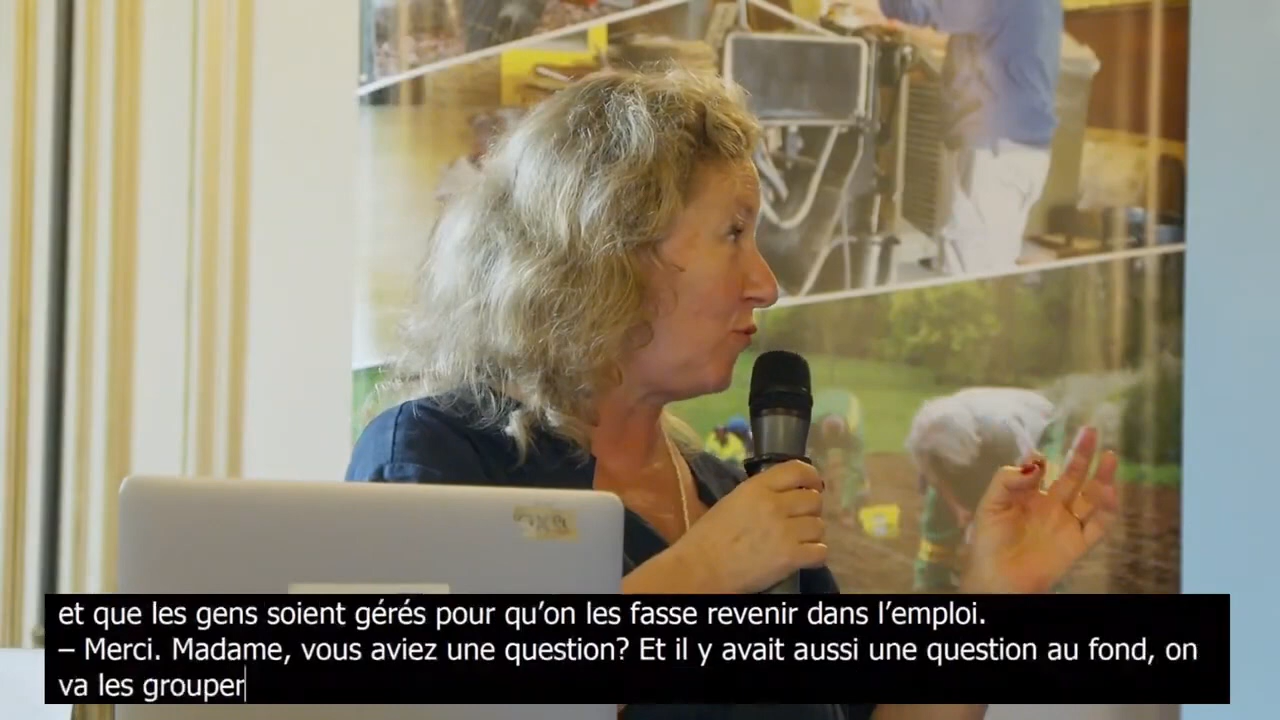 et que les gens soient gérés pour qu’on les fasse revenir dans l’emploi.
– Merci. Madame, vous aviez une question? Et il y avait aussi une question au fond, on
va les grouper